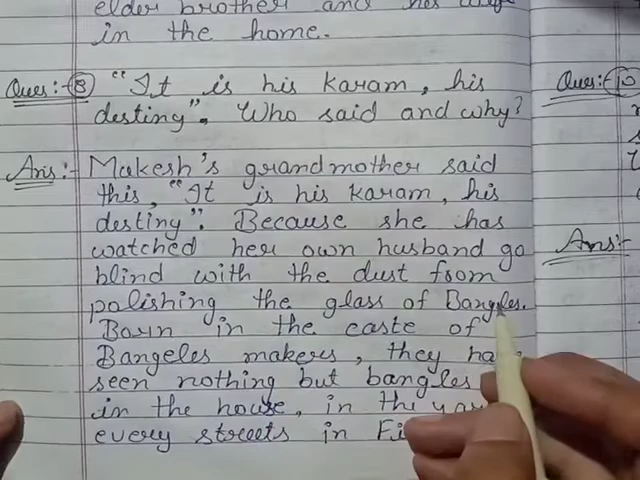 elder brother and his wife
in the home.
Ques:-8 "It is his Karam, his
destiny". Who said and why?
Ans:- Mukesh's grandmother said
this, "It is his karam, his
destiny". Because she has
watched her own husband go
blind with the dust from
polishing the glass of Bangles.
Born in the caste of
Bangeles makers, they
seen nothing but bangles
in the house, in the
every streets in
Ques:-10
Ans:-